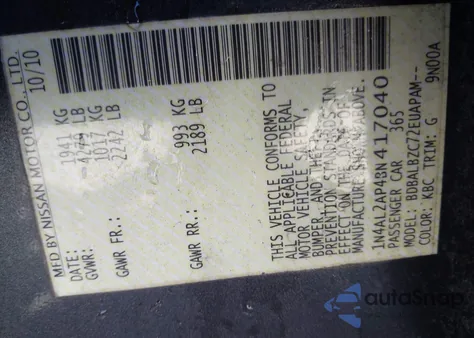 MFD BY NISSAN MOTOR CO., LTD.
DATE: 10/10
GVWR: 1941 KG
4279 LB
GAWR FR.: 1017 KG
2242 LB
GAWR RR.: 993 KG
2189 LB
THIS VEHICLE CONFORMS TO
ALL APPLICABLE FEDERAL
MOTOR VEHICLE SAFETY,
BUMPER, AND THEFT
PREVENTION STANDARDS IN
EFFECT ON THE DATE OF
MANUFACTURE SHOWN ABOVE.
1N4AL2AP4BN417040
PASSENGER CAR 365
MODEL: BDBALBZC72EUAPAM--
COLOR: KBC TRIM: G 9N00A
autoSnap